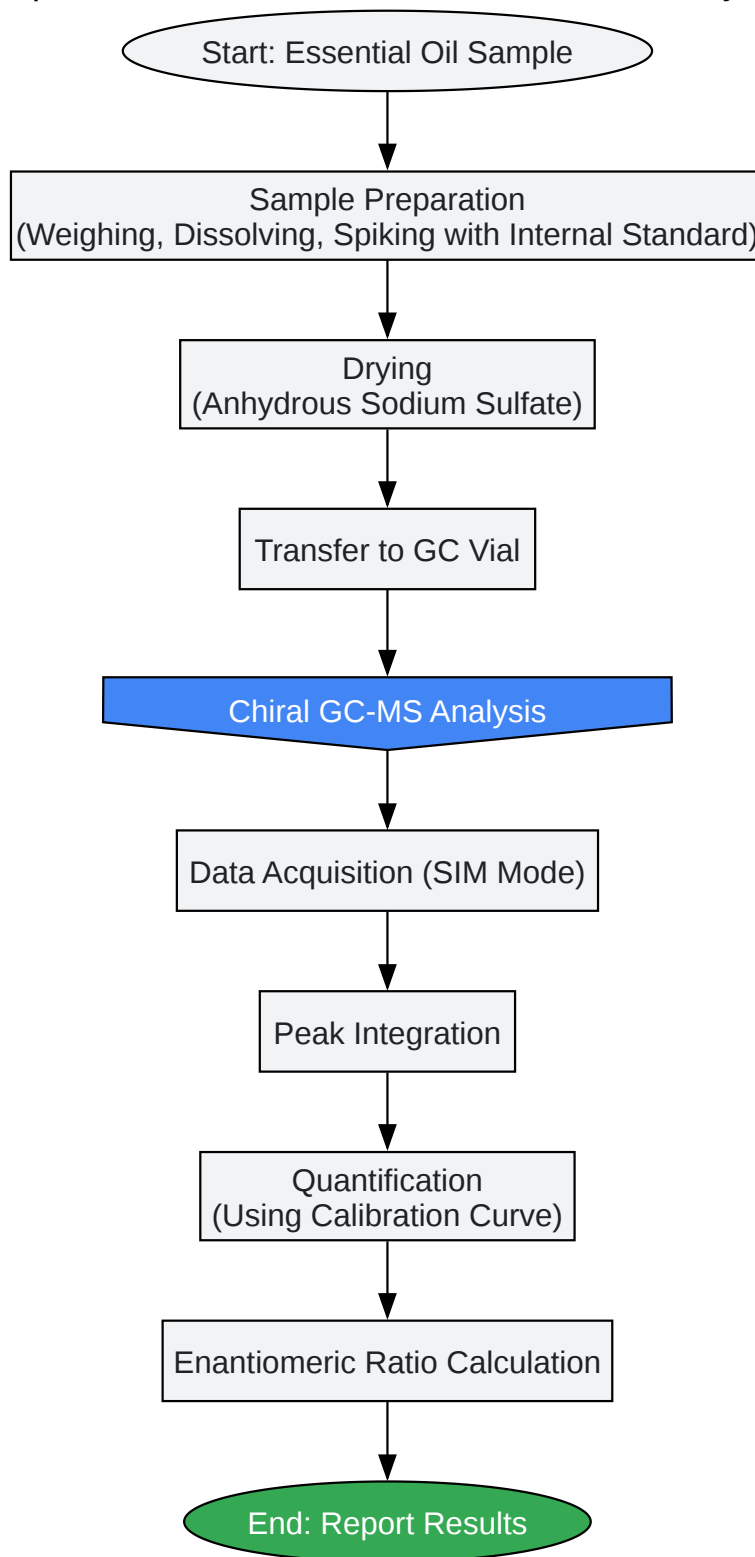 Start: Essential Oil Sample
Sample Preparation
(Weighing, Dissolving, Spiking with Internal Standard)
Drying
(Anhydrous Sodium Sulfate)
Transfer to GC Vial
Chiral GC-MS Analysis
Data Acquisition (SIM Mode)
Peak Integration
Quantification
(Using Calibration Curve)
Enantiomeric Ratio Calculation
End: Report Results